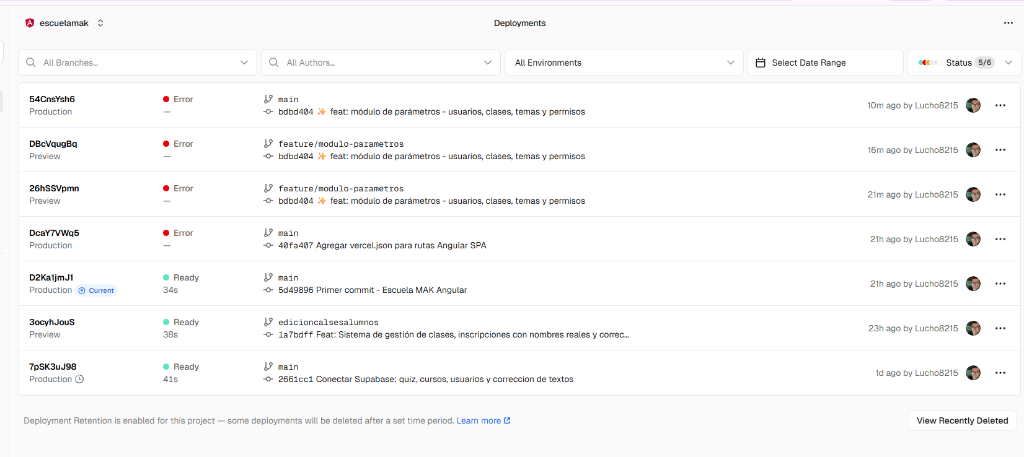 escuelamak
Deployments
All Branches...
All Authors...
All Environments
Select Date Range
Status 5/6
54CnsYsh6
Production
Error
—
main
bdbd404 ✨ feat: módulo de parámetros - usuarios, clases, temas y permisos
10m ago by Lucho8215
DBcVqugBq
Preview
Error
—
feature/modulo-parametros
bdbd404 ✨ feat: módulo de parámetros - usuarios, clases, temas y permisos
16m ago by Lucho8215
26hSSVpmn
Preview
Error
—
feature/modulo-parametros
bdbd404 ✨ feat: módulo de parámetros - usuarios, clases, temas y permisos
21m ago by Lucho8215
DcaY7VWq5
Production
Error
—
main
40fa407 Agregar vercel.json para rutas Angular SPA
21h ago by Lucho8215
D2Ka1jmJ1
Production Current
Ready
34s
main
5d49896 Primer commit - Escuela MAK Angular
21h ago by Lucho8215
3ocyhJouS
Preview
Ready
38s
edicioncalsesalumnos
1a7bdff Feat: Sistema de gestión de clases, inscripciones con nombres reales y correc...
23h ago by Lucho8215
7pSK3uJ98
Production
Ready
41s
main
2661cc1 Conectar Supabase: quiz, cursos, usuarios y correccion de textos
1d ago by Lucho8215
Deployment Retention is enabled for this project — some deployments will be deleted after a set time period. Learn more
View Recently Deleted